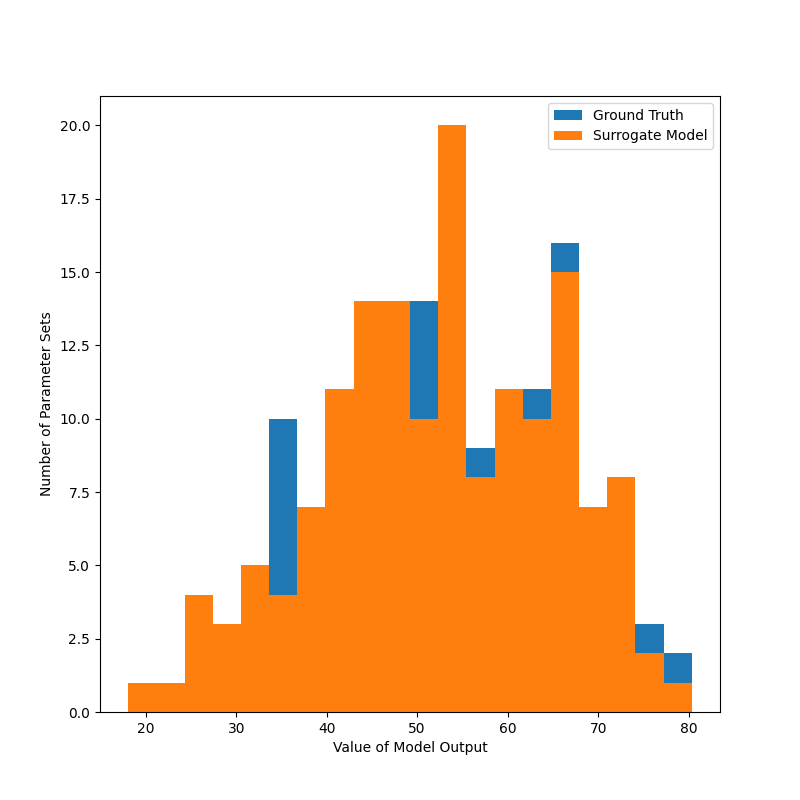 Ground Truth
Surrogate Model
20.0
17.5
15.0
12.5
10.0
7.5
5.0
2.5
0.0
Number of Parameter Sets
20 30 40 50 60 70 80
Value of Model Output